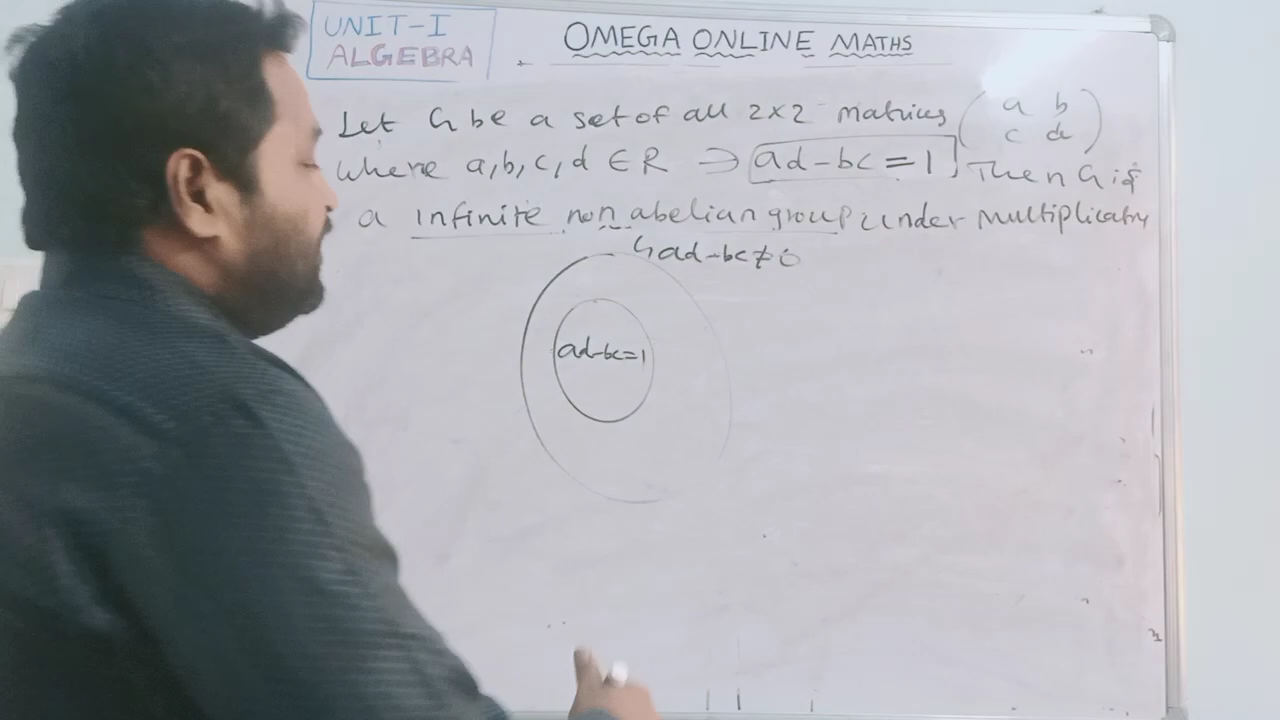 UNIT-I
ALGEBRA
OMEGA ONLINE MATHS
Let G be a set of all 2x2 matrices (a b
c d)
where a,b,c,d ∈ R ∋ ad-bc=1 Then G is
a infinite non abelian group under multiplication
ad-bc≠0
ad-bc=1